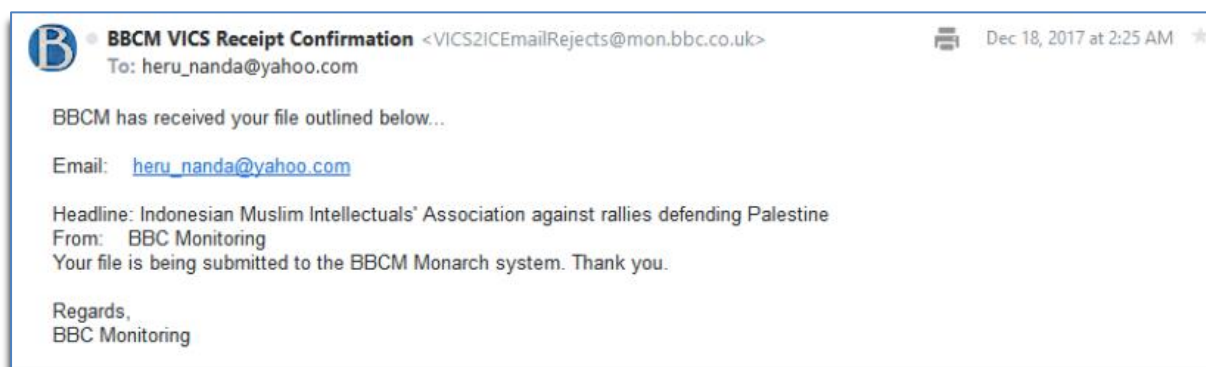 B
BBCM VICS Receipt Confirmation <VICS2ICEmailRejects@mon.bbc.co.uk> Dec 18, 2017 at 2:25 AM
To: heru_nanda@yahoo.com
BBCM has received your file outlined below...
Email: heru_nanda@yahoo.com
Headline: Indonesian Muslim Intellectuals' Association against rallies defending Palestine
From: BBC Monitoring
Your file is being submitted to the BBCM Monarch system. Thank you.
Regards,
BBC Monitoring